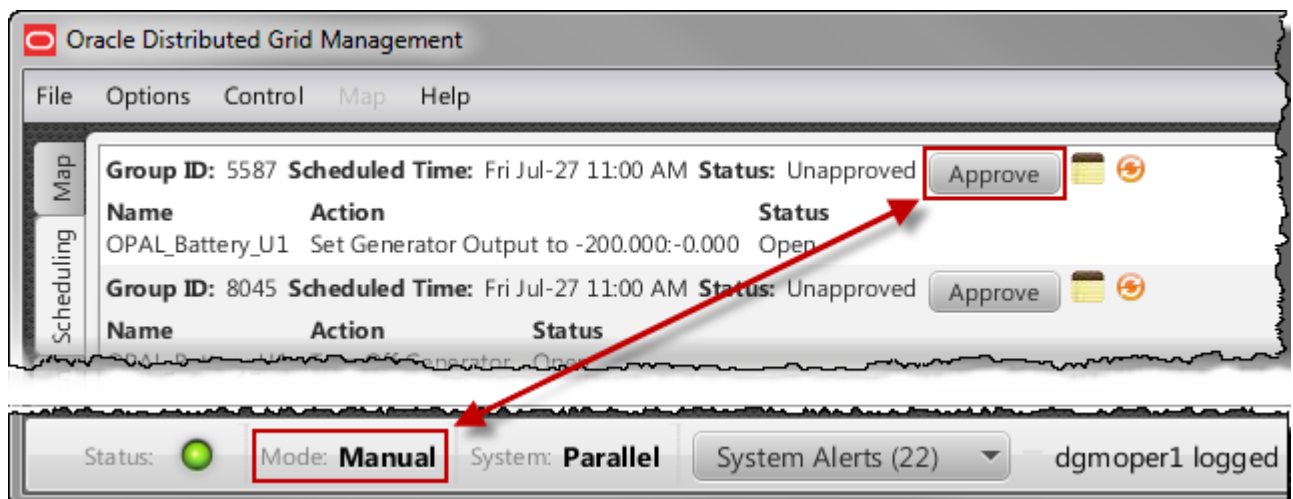 Oracle Distributed Grid Management
File Options Control Map Help
Map
Scheduling
Group ID: 5587 Scheduled Time: Fri Jul-27 11:00 AM Status: Unapproved Approve
Name Action Status
OPAL_Battery_U1 Set Generator Output to -200.000:-0.000 Open
Group ID: 8045 Scheduled Time: Fri Jul-27 11:00 AM Status: Unapproved Approve
Name Action Status
Generator Open
Status: Mode: Manual System: Parallel System Alerts (22) dgmoper1 logged